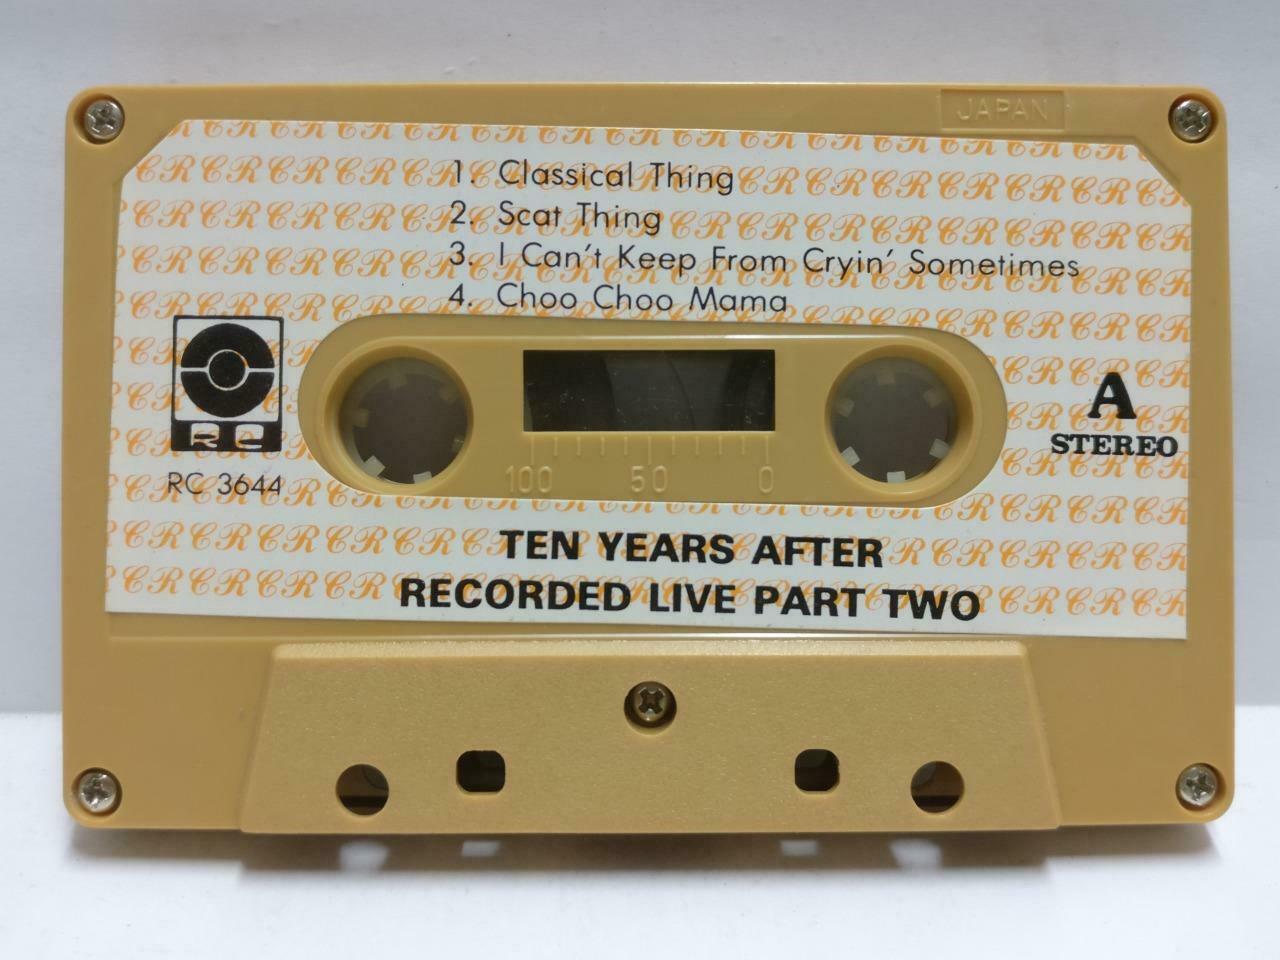 JAPAN
1. Classical Thing
2. Scat Thing
3. I Can't Keep From Cryin' Sometimes
4. Choo Choo Mama
RC
RC 3644
A
STEREO
100 50 0
TEN YEARS AFTER
RECORDED LIVE PART TWO